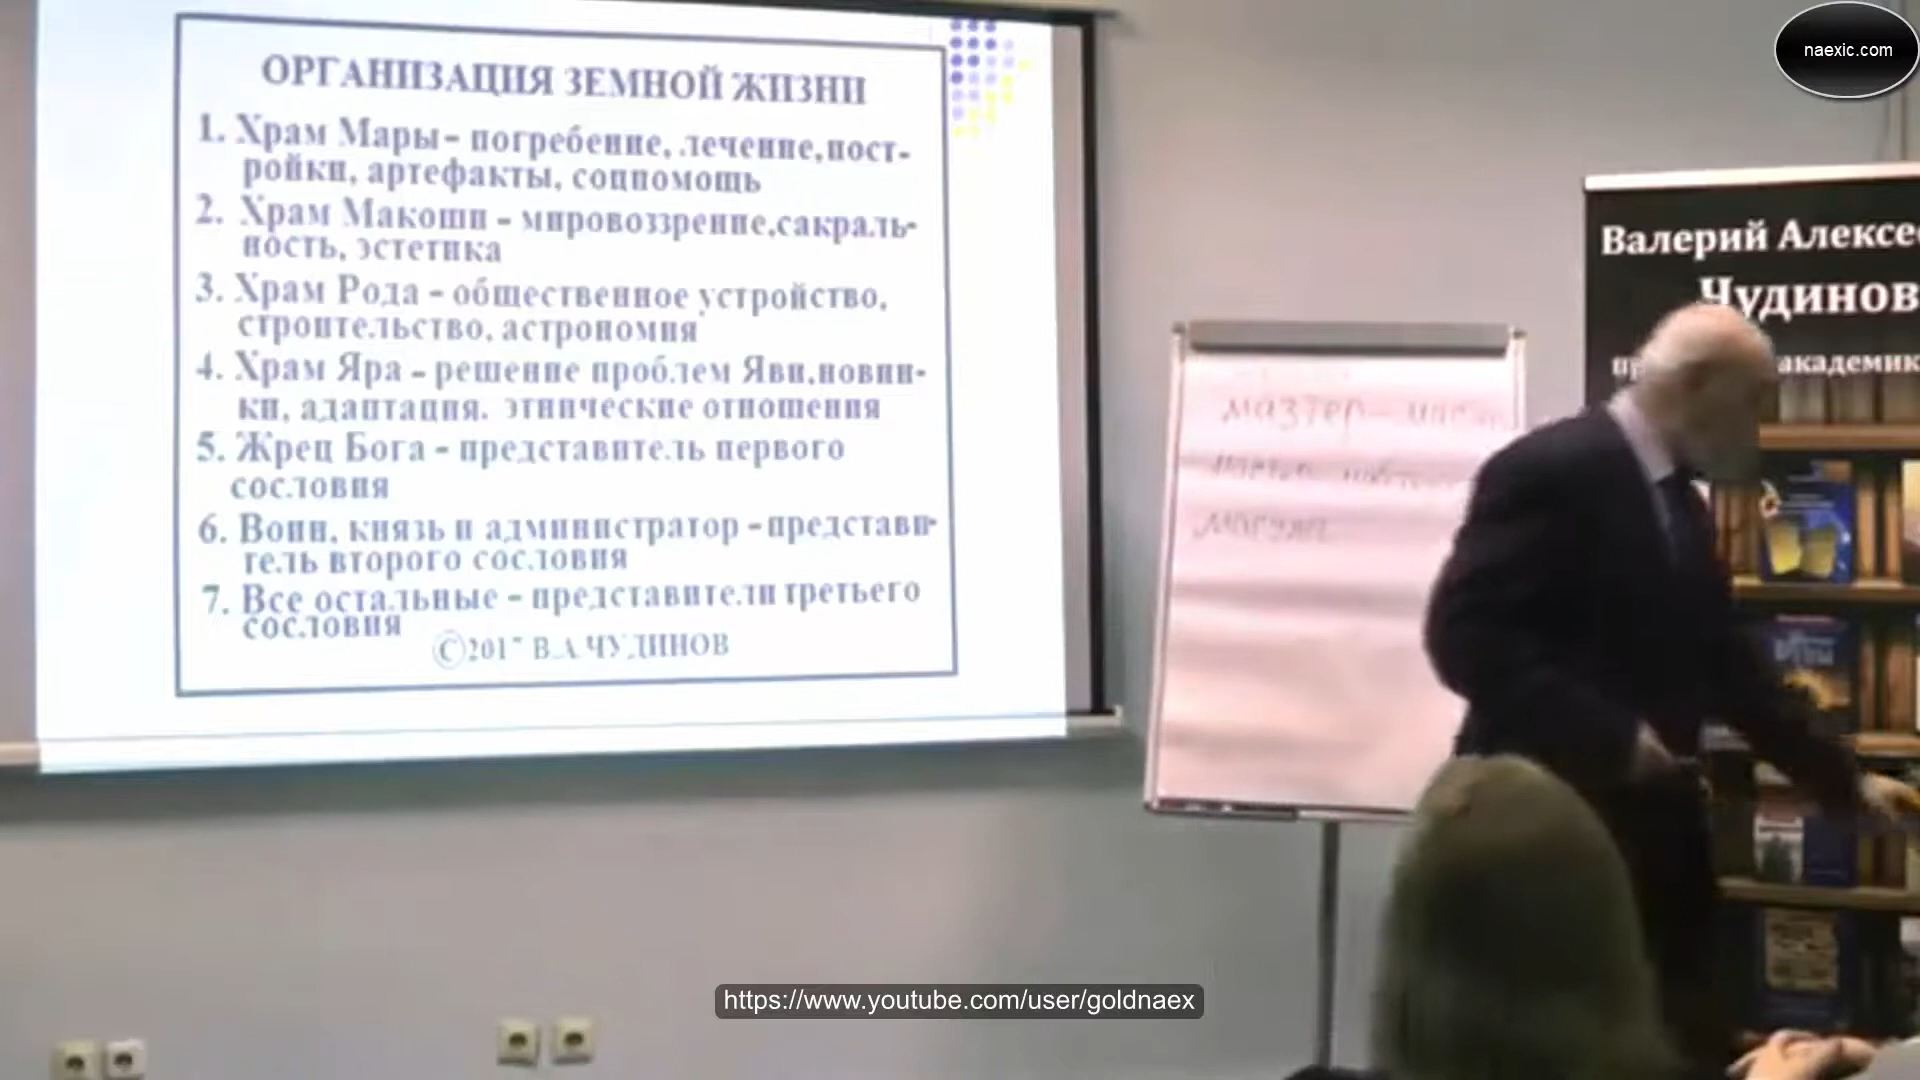 ОРГАНИЗАЦИЯ ЗЕМНОЙ ЖИЗНИ
1. Храм Мары - погребение, лечение, пост-
ройки, артефакты, соцпомощь
2. Храм Макоши - мировоззрение, сакраль-
ность, эстетика
3. Храм Рода - общественное устройство,
строительство, астрономия
4. Храм Яра - решение проблем Яви, новин-
ки, адаптация, этнические отношения
5. Жрец Бога - представитель первого
сословия
6. Воин, князь и администратор - представи-
тель второго сословия
7. Все остальные - представители третьего
сословия
©2017 В.А.ЧУДИНОВ
мазтер -
Валерий Алексе
Чудинов
академик
naexic.com
https://www.youtube.com/user/goldnaex